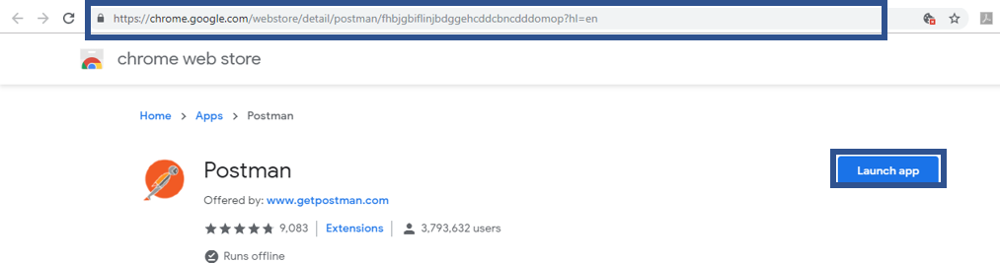 https://chrome.google.com/webstore/detail/postman/fhbjgbiflinjbdggehcddcbncdddomop?hl=en
chrome web store
Home > Apps > Postman
Postman
Launch app
Offered by: www.getpostman.com
9,083 Extensions 3,793,632 users
Runs offline